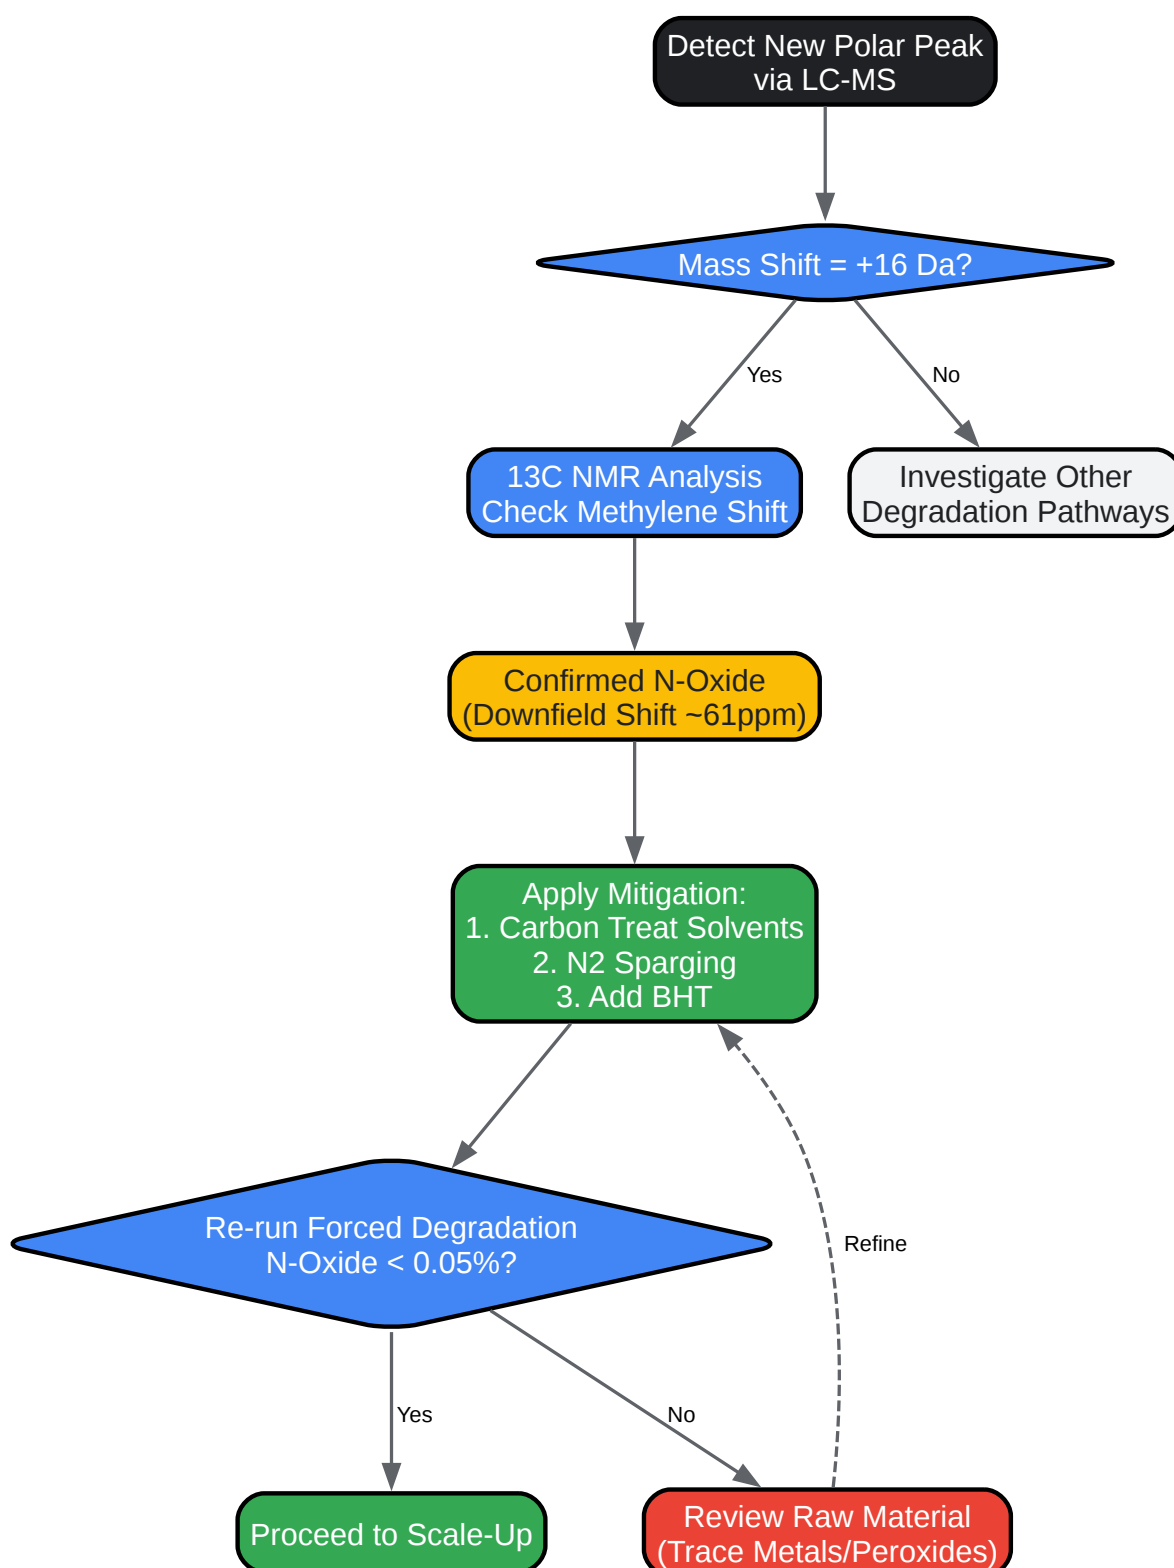 Detect New Polar Peak
via LC-MS
Mass Shift = +16 Da?
Yes
No
13C NMR Analysis
Check Methylene Shift
Investigate Other
Degradation Pathways
Confirmed N-Oxide
(Downfield Shift ~61ppm)
Apply Mitigation:
1. Carbon Treat Solvents
2. N2 Sparging
3. Add BHT
Re-run Forced Degradation
N-Oxide < 0.05%?
Refine
Yes
No
Proceed to Scale-Up
Review Raw Material
(Trace Metals/Peroxides)